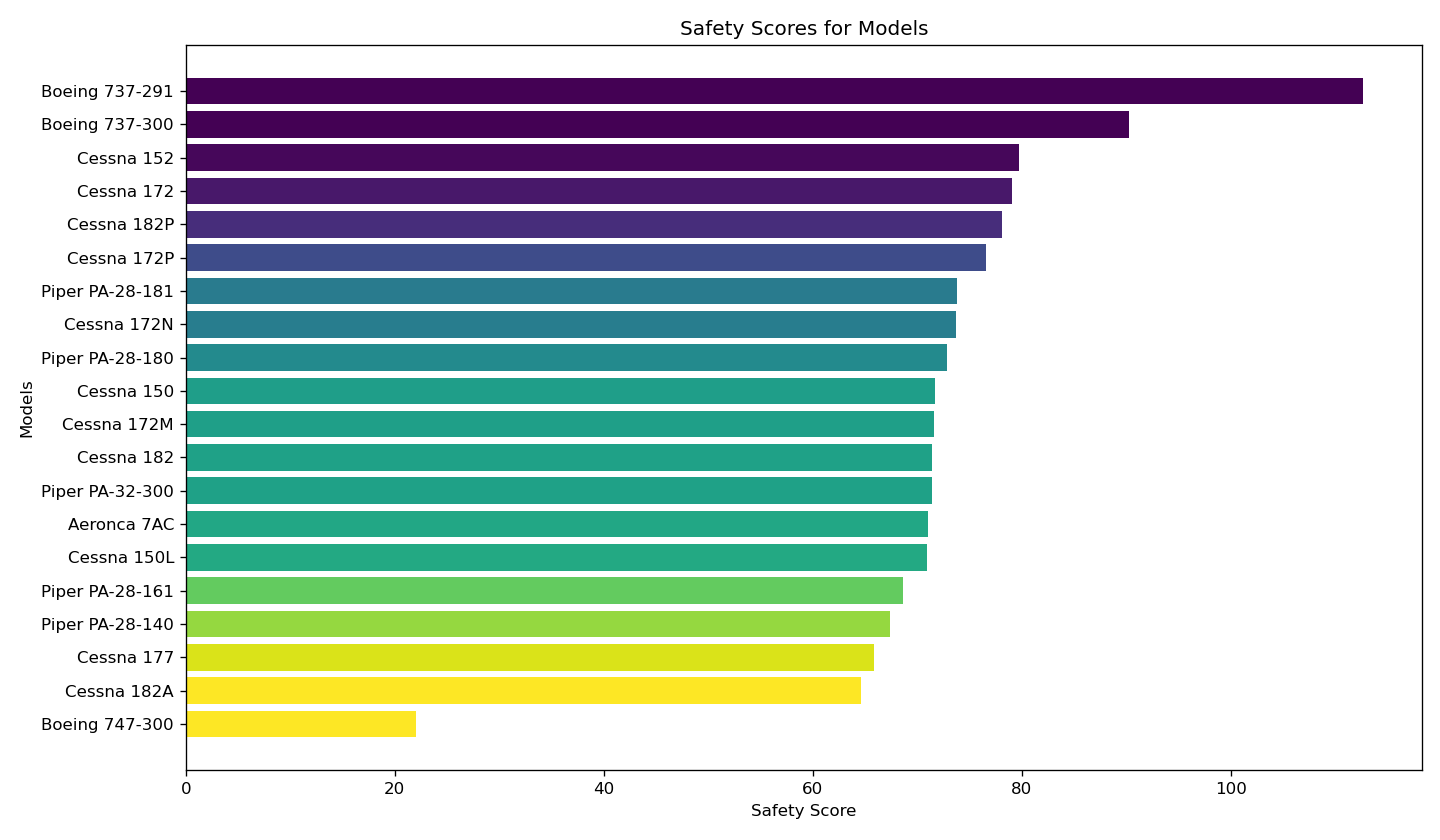 Safety Scores for Models
Boeing 737-291
Boeing 737-300
Cessna 152
Cessna 172
Cessna 182P
Cessna 172P
Piper PA-28-181
Cessna 172N
Piper PA-28-180
Cessna 150
Cessna 172M
Cessna 182
Piper PA-32-300
Aeronca 7AC
Cessna 150L
Piper PA-28-161
Piper PA-28-140
Cessna 177
Cessna 182A
Boeing 747-300
Models
0 20 40 60 80 100
Safety Score